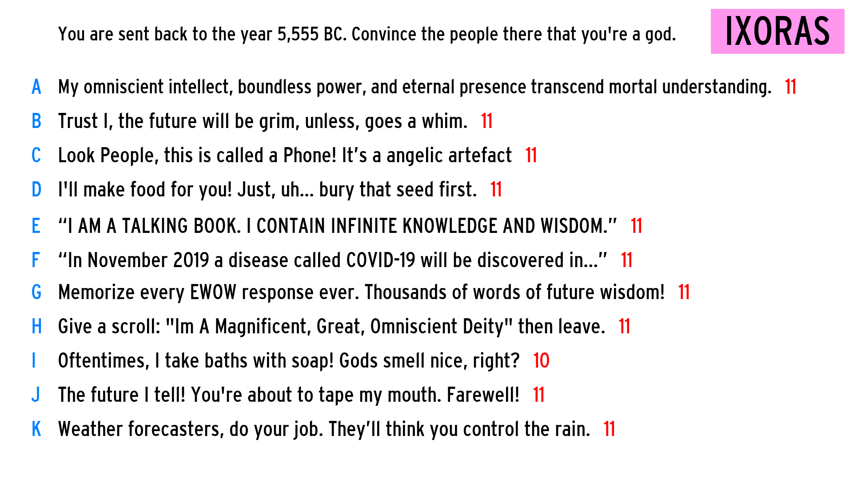 You are sent back to the year 5,555 BC. Convince the people there that you're a god. IXORAS
A My omniscient intellect, boundless power, and eternal presence transcend mortal understanding. 11
B Trust I, the future will be grim, unless, goes a whim. 11
C Look People, this is called a Phone! It’s a angelic artefact 11
D I'll make food for you! Just, uh... bury that seed first. 11
E “I AM A TALKING BOOK. I CONTAIN INFINITE KNOWLEDGE AND WISDOM.” 11
F “In November 2019 a disease called COVID-19 will be discovered in...” 11
G Memorize every EWOW response ever. Thousands of words of future wisdom! 11
H Give a scroll: "Im A Magnificent, Great, Omniscient Deity" then leave. 11
I Oftentimes, I take baths with soap! Gods smell nice, right? 10
J The future I tell! You're about to tape my mouth. Farewell! 11
K Weather forecasters, do your job. They’ll think you control the rain. 11